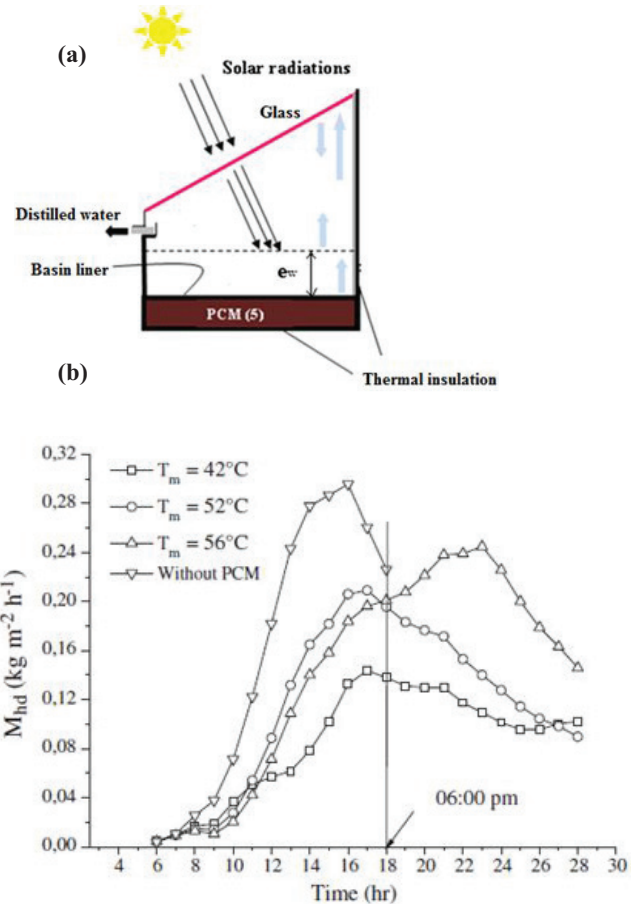 (a)
Solar radiations
Glass
Distilled water
Basin liner
ew
PCM (5)
Thermal insulation
(b)
0,32
0,28
0,24
0,20
0,16
0,12
0,08
0,04
0,00
Mhd (kg m-2 h-1)
Tm = 42°C
Tm = 52°C
Tm = 56°C
Without PCM
06:00 pm
4 6 8 10 12 14 16 18 20 22 24 26 28 30
Time (hr)